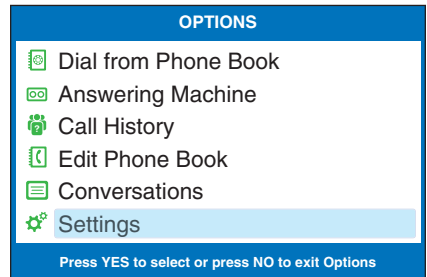 OPTIONS
Dial from Phone Book
Answering Machine
Call History
Edit Phone Book
Conversations
Settings
Press YES to select or press NO to exit Options